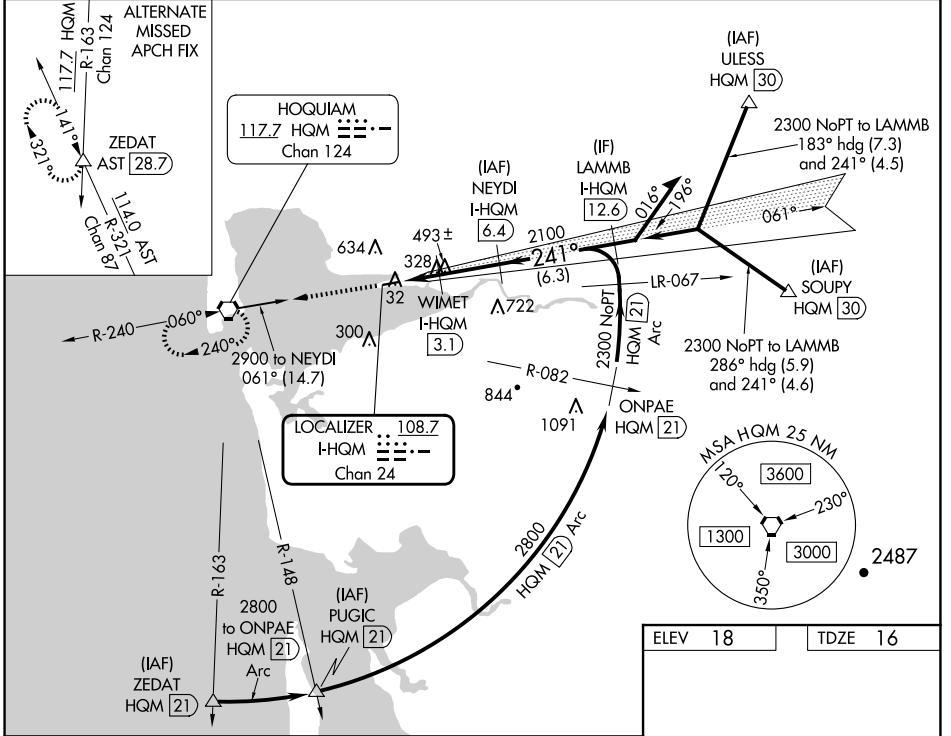 ALTERNATE
MISSED
APCH FIX
117.7 HQM
R-163
Chan 124
141°
321°
ZEDAT
AST 28.7
114.0 AST
R-321
Chan 87
HOQUIAM
117.7 HQM
Chan 124
(IAF)
ULESS
HQM 30
2300 NoPT to LAMMB
183° hdg (7.3)
and 241° (4.5)
(IAF)
NEYDI
I-HQM
6.4
(IF)
LAMMB
I-HQM
12.6
016°
196°
061°
2100
241°
(6.3)
634
493±
328
32
WIMET
I-HQM
3.1
722
LR-067
(IAF)
SOUPY
HQM 30
R-240
060°
240°
2900 to NEYDI
061° (14.7)
300
2300 NoPT
HQM 21
Arc
2300 NoPT to LAMMB
286° hdg (5.9)
and 241° (4.6)
R-082
844
1091
ONPAE
HQM 21
LOCALIZER 108.7
I-HQM
Chan 24
MSA HQM 25 NM
120°
3600
230°
1300
3000
350°
2487
2800
HQM 21 Arc
R-163
R-148
(IAF)
PUGIC
HQM 21
2800
to ONPAE
HQM 21
Arc
(IAF)
ZEDAT
HQM 21
ELEV 18
TDZE 16